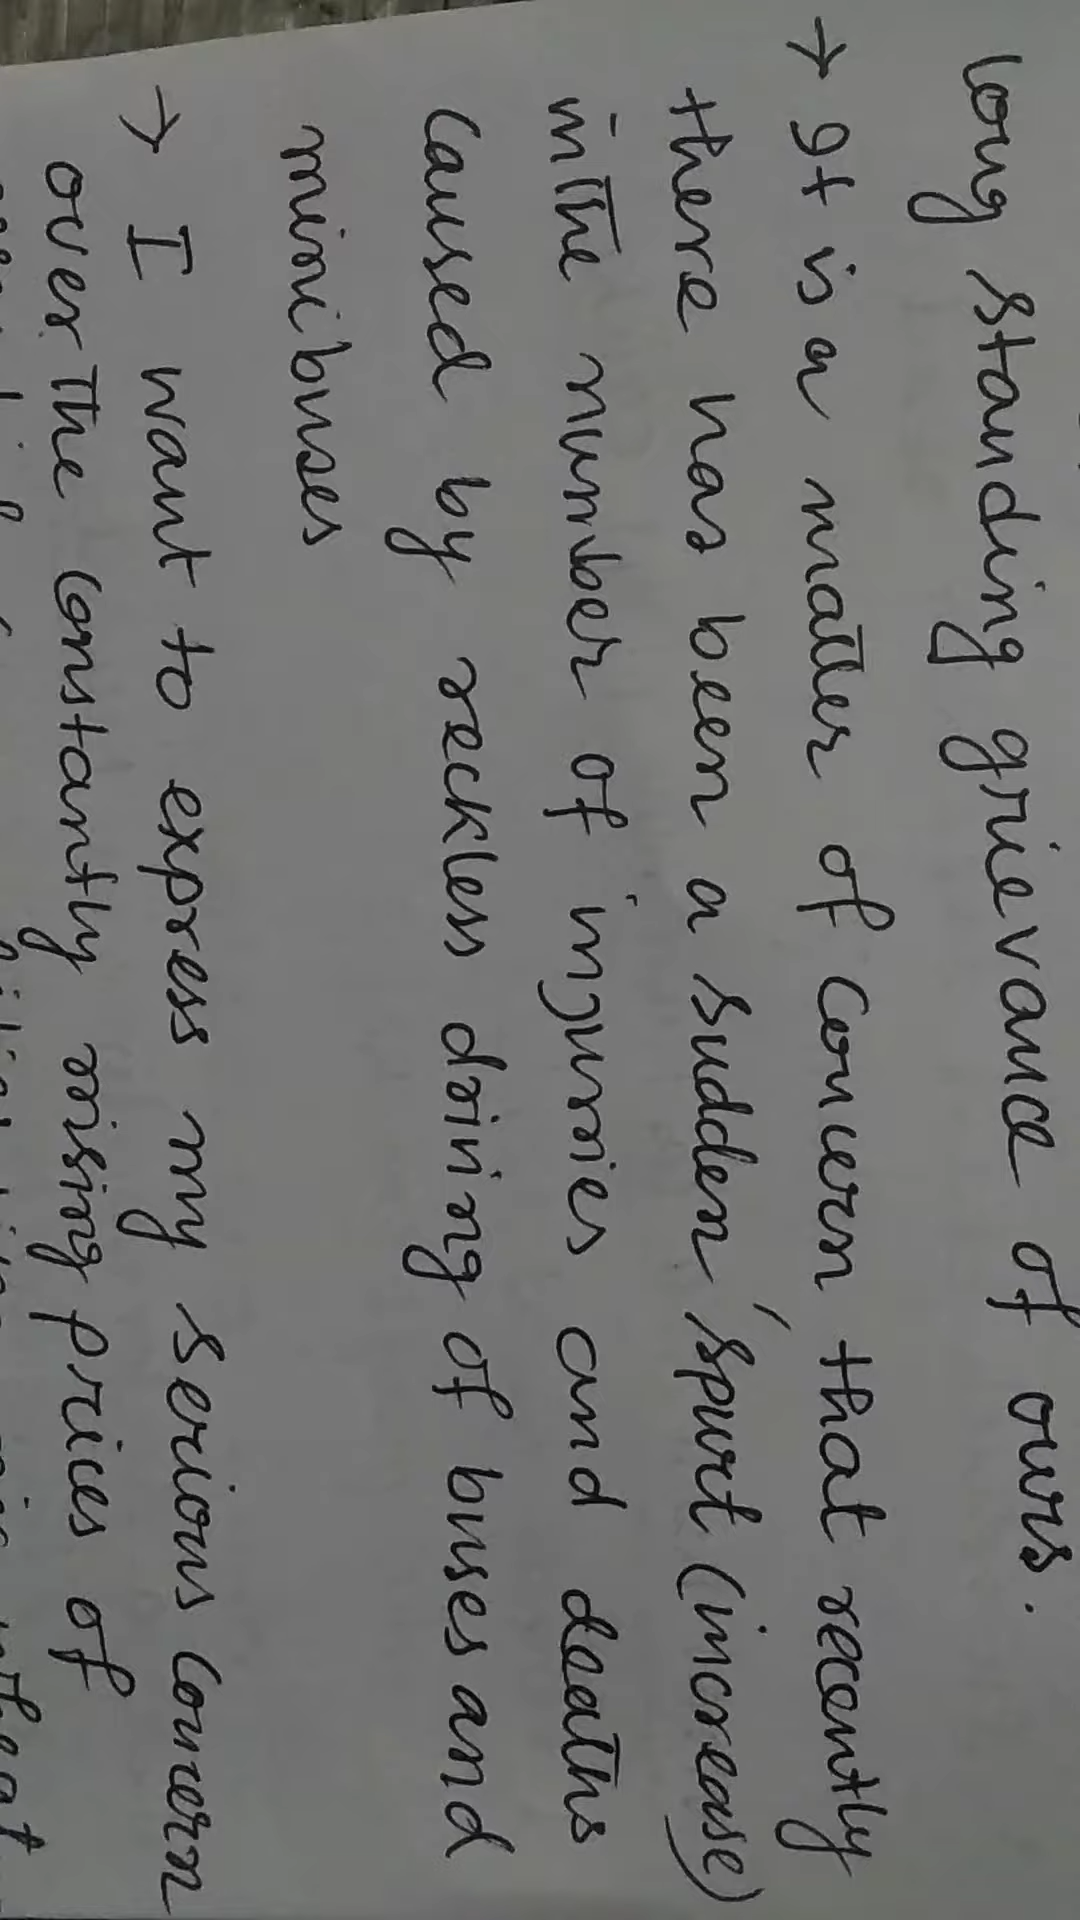 long standing grievance of ours.
→ It is a matter of concern that recently
there has been a sudden 'spurt (increase)
in the number of injuries and deaths
caused by reckless driving of buses and
minibuses
→ I want to express my serious concern
over the constantly rising prices of